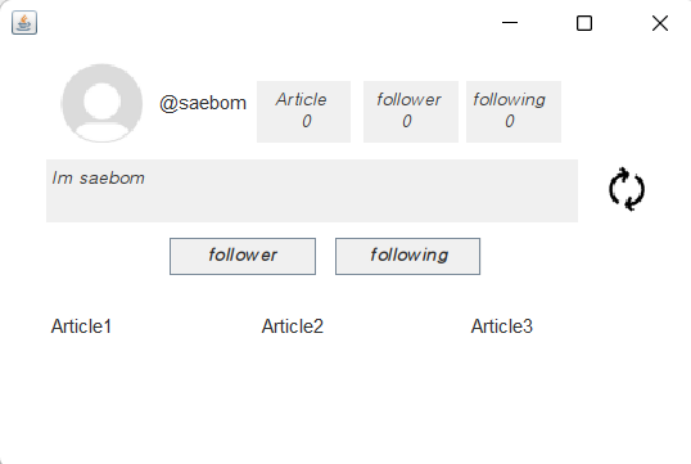 @saebom
Article
0
follower
0
following
0
Im saebom
follower
following
Article1
Article2
Article3